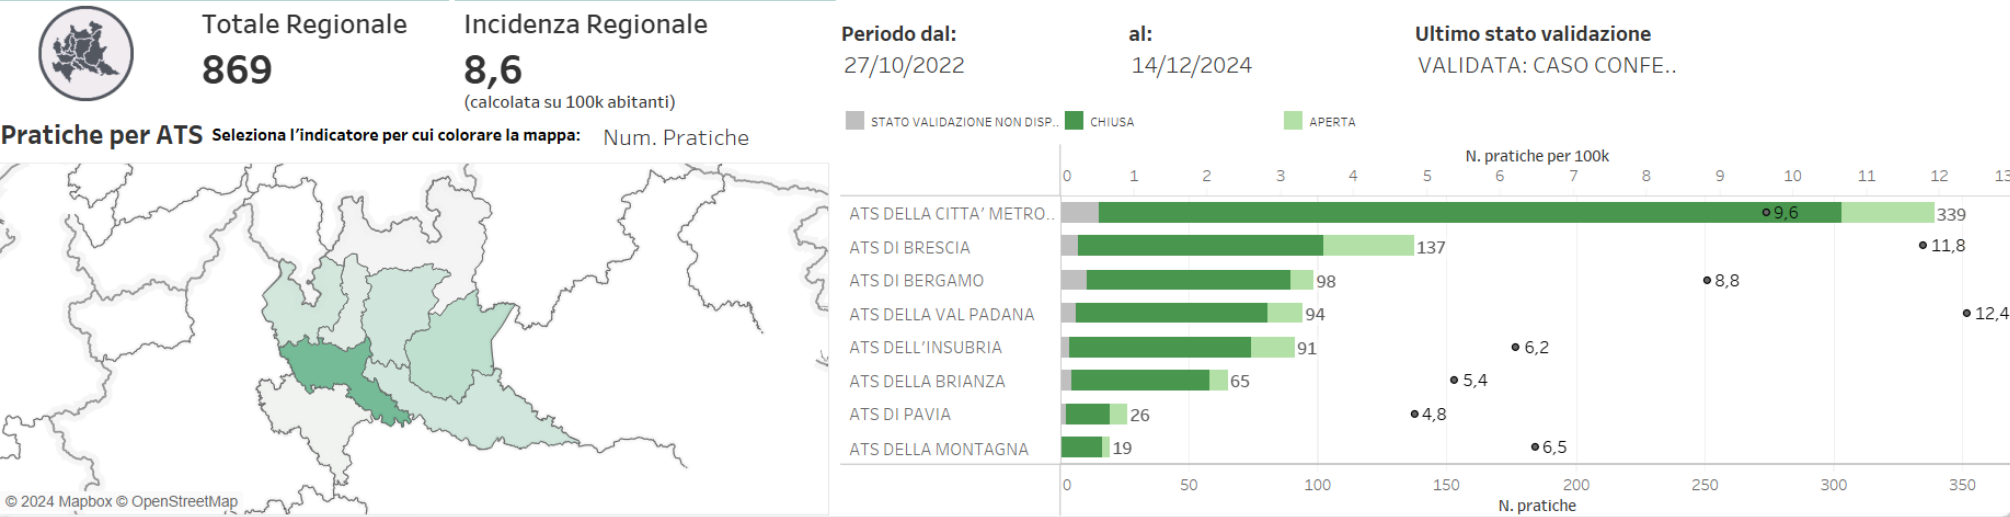 Totale Regionale
869
Incidenza Regionale
8,6
(calcolata su 100k abitanti)
Pratiche per ATS Seleziona l'indicatore per cui colorare la mappa: Num. Pratiche
© 2024 Mapbox © OpenStreetMap
Periodo dal: al: Ultimo stato validazione
27/10/2022 14/12/2024 VALIDATA: CASO CONFE..
STATO VALIDAZIONE NON DISP.. CHIUSA APERTA
N. pratiche per 100k
0 1 2 3 4 5 6 7 8 9 10 11 12 13
ATS DELLA CITTA' METRO.. 9,6 339
ATS DI BRESCIA 137 11,8
ATS DI BERGAMO 98 8,8
ATS DELLA VAL PADANA 94 12,4
ATS DELL'INSUBRIA 91 6,2
ATS DELLA BRIANZA 65 5,4
ATS DI PAVIA 26 4,8
ATS DELLA MONTAGNA 19 6,5
0 50 100 150 200 250 300 350
N. pratiche